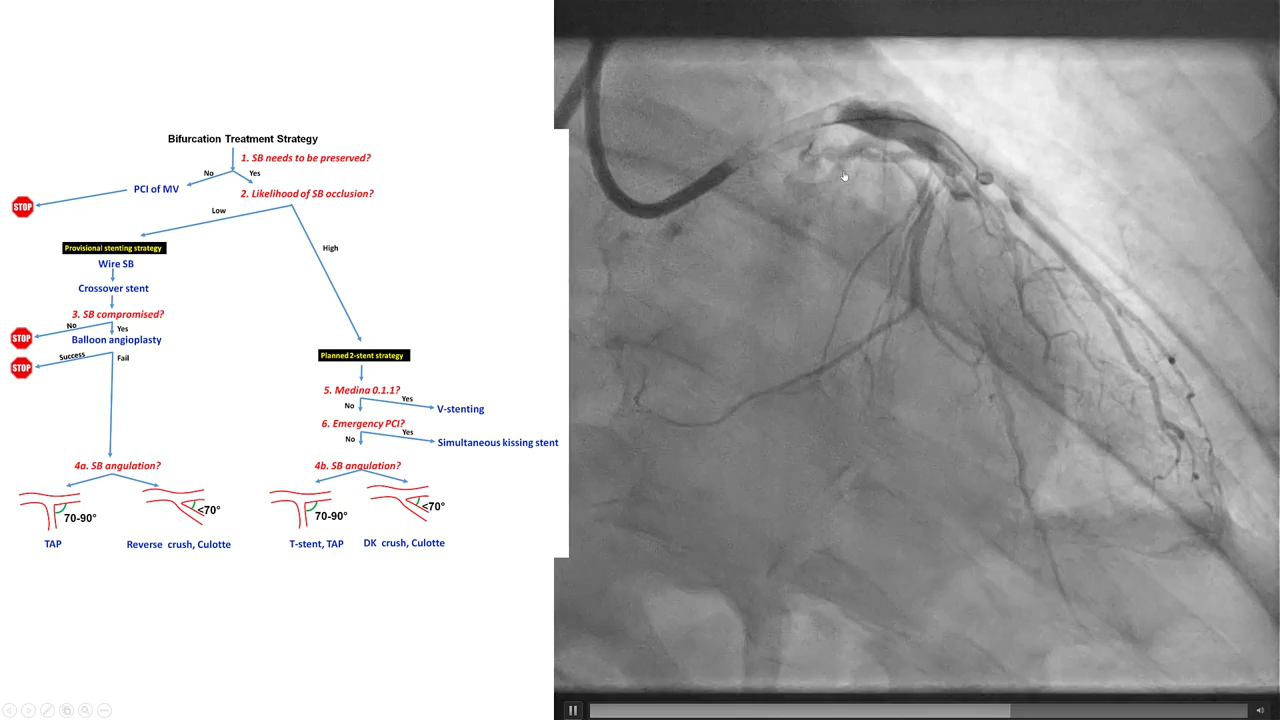 Bifurcation Treatment Strategy
1. SB needs to be preserved?
No
Yes
PCI of MV
2. Likelihood of SB occlusion?
STOP
Low
High
Provisional stenting strategy
Wire SB
Crossover stent
3. SB compromised?
No
Yes
STOP
Balloon angioplasty
Success
Fail
STOP
Planned 2-stent strategy
5. Medina 0.1.1?
No
Yes
V-stenting
6. Emergency PCI?
No
Yes
Simultaneous kissing stent
4a. SB angulation?
4b. SB angulation?
70-90°
<70°
70-90°
<70°
TAP
Reverse crush, Culotte
T-stent, TAP
DK crush, Culotte